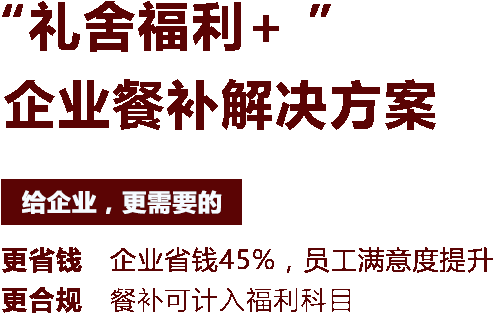 “礼舍福利+ ”
企业餐补解决方案
给企业，更需要的
更省钱 企业省钱45%，员工满意度提升
更合规 餐补可计入福利科目